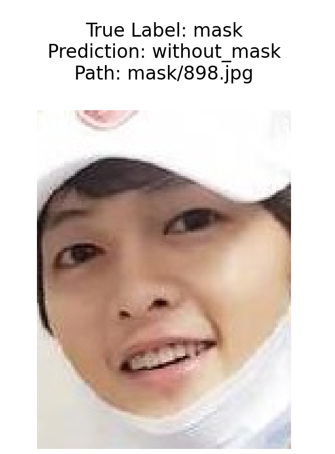 True Label: mask
Prediction: without_mask
Path: mask/898.jpg